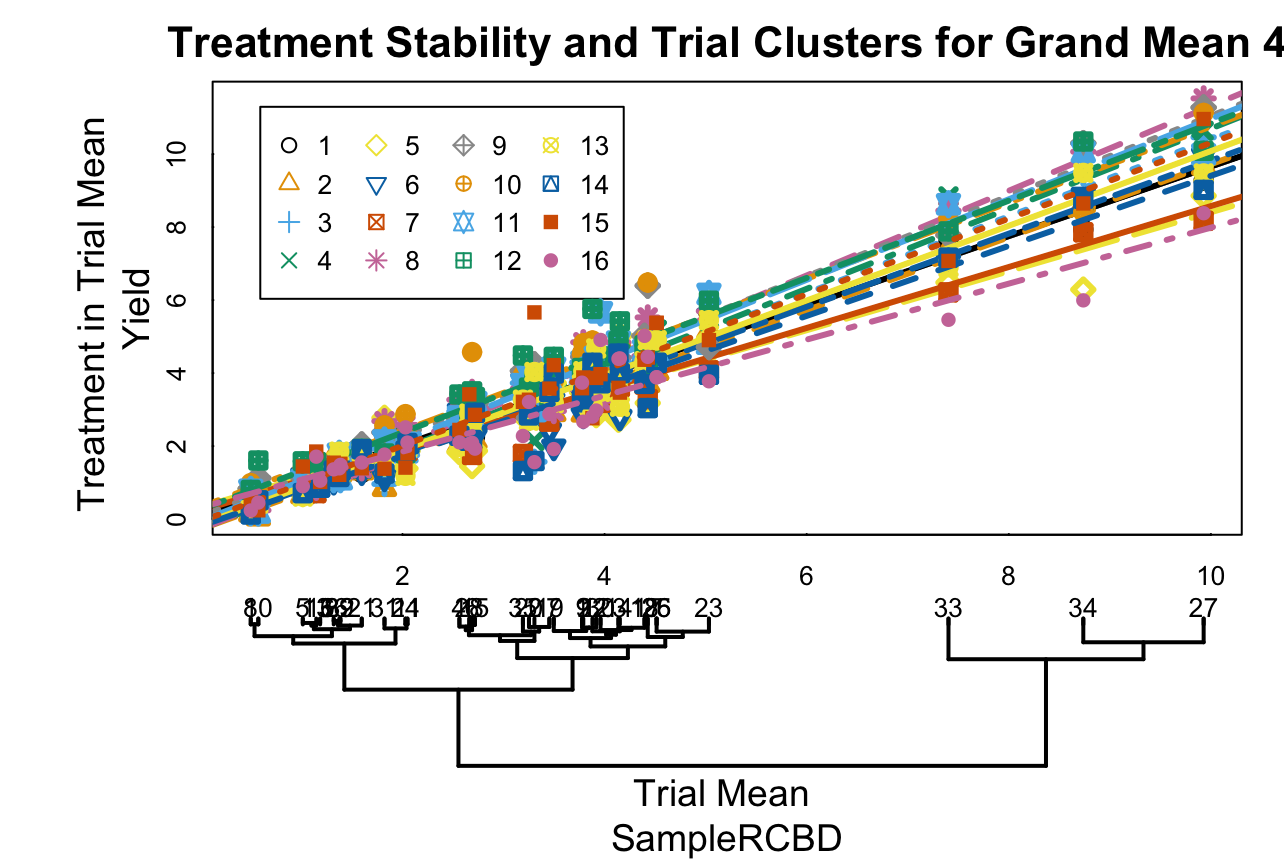 Treatment Stability and Trial Clusters for Grand Mean 4
Treatment in Trial Mean
Yield
1 5 9 13
2 6 10 14
3 7 11 15
4 8 12 16
0 2 4 6 8 10
2 4 6 8 10
23 33 34 27
Trial Mean
SampleRCBD